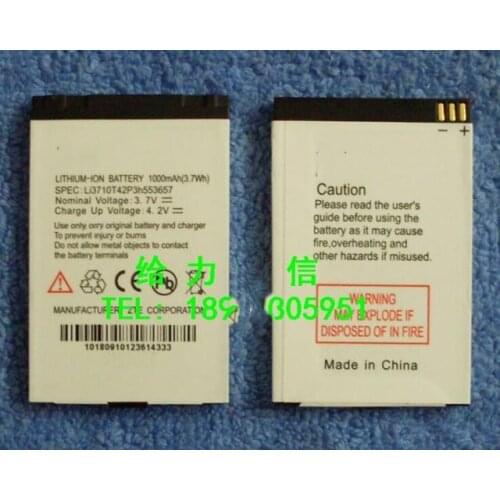 LITHIUM-ION BATTERY 1000mAh(3.7Wh)
SPEC: Li3710T42P3h553657
Nominal Voltage: 3.7V
Charge Up Voltage: 4.2V
Use only zxro original battery and charger
to prevent injury or burns
Do not allow metal objects to contact
the battery terminals
MANUFACTURER: ZTE CORPORATION
10180910123614333
- +
Caution
Please read the user's
guide before using the
battery as it may cause
fire,overheating and
other hazards if misused.
WARNING
MAY EXPLODE IF
DISPOSED OF IN FIRE
Made in China
给力 信
TEL: 189 305951